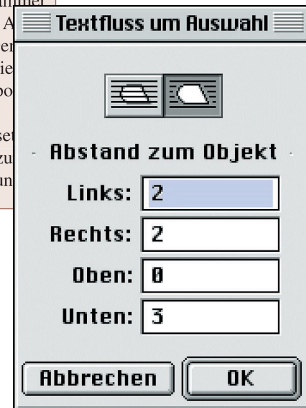 Textfluss um Auswahl
Abstand zum Objekt
Links: 2
Rechts: 2
Oben: 0
Unten: 3
Abbrechen OK